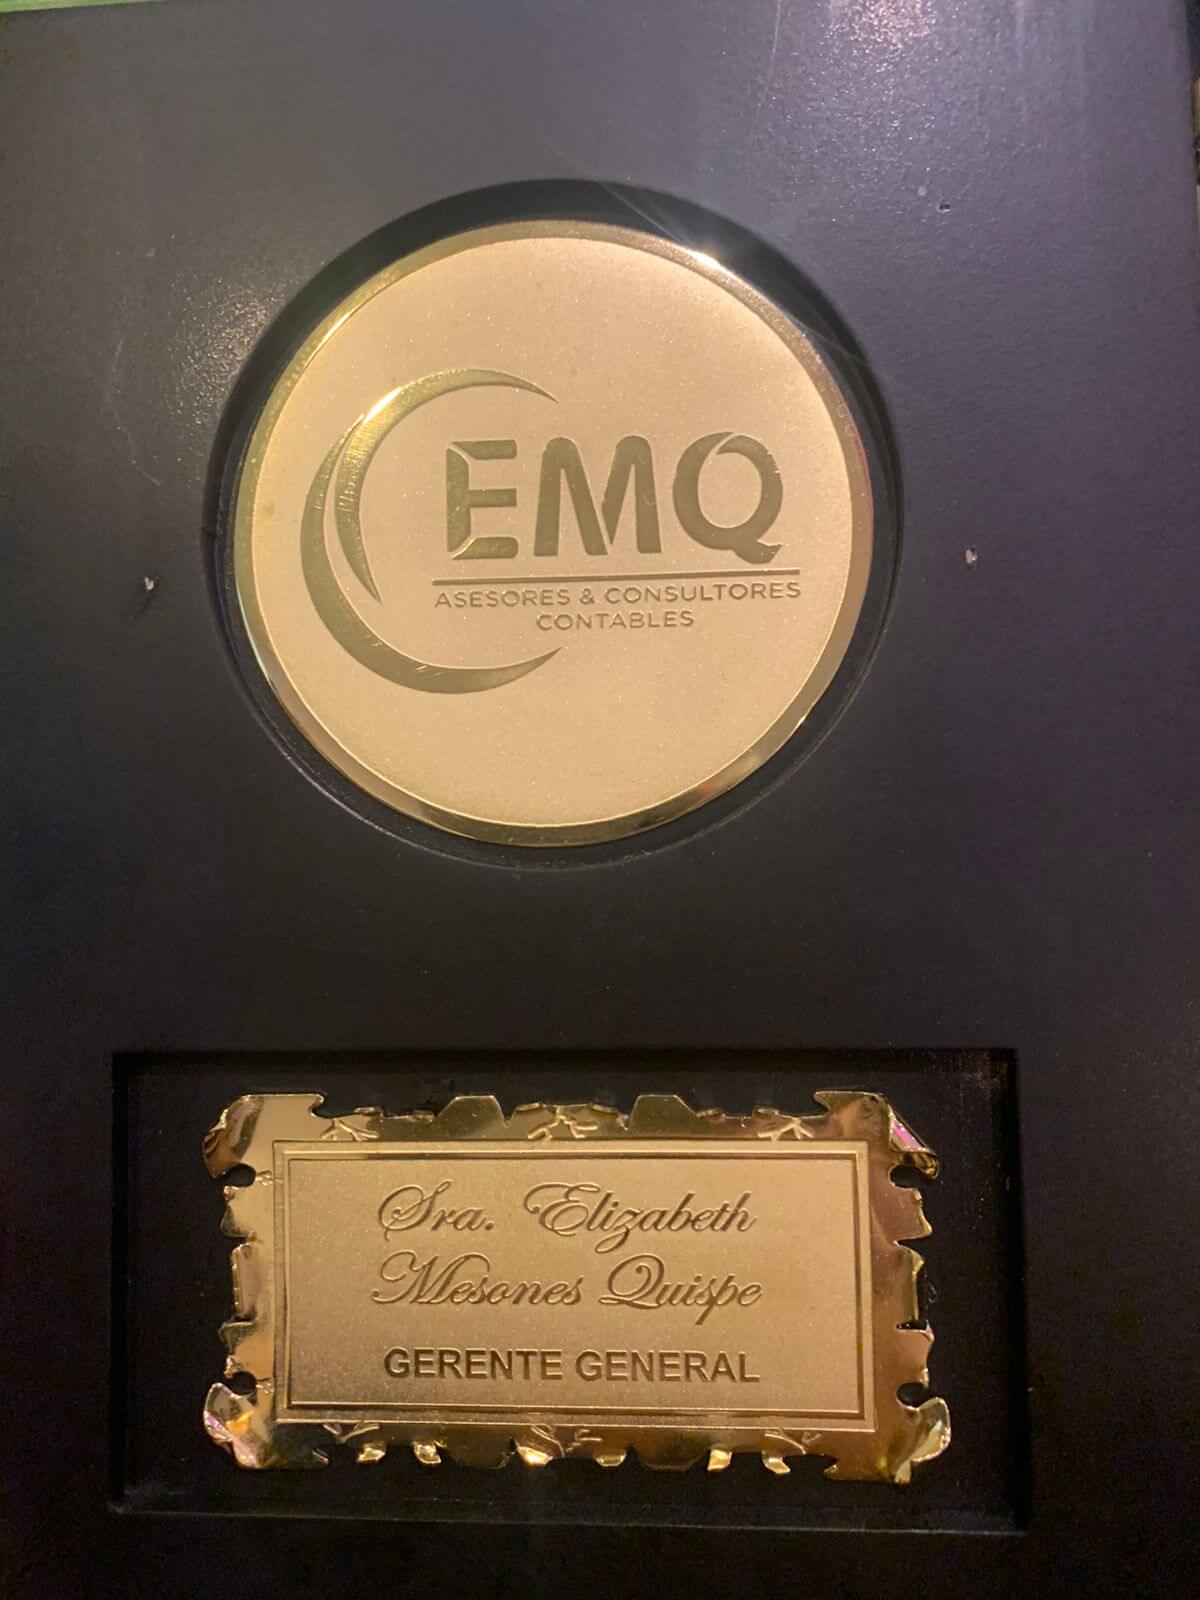 EMQ
ASESORES & CONSULTORES
CONTABLES
Sra. Elizabeth
Mesones Quispe
GERENTE GENERAL